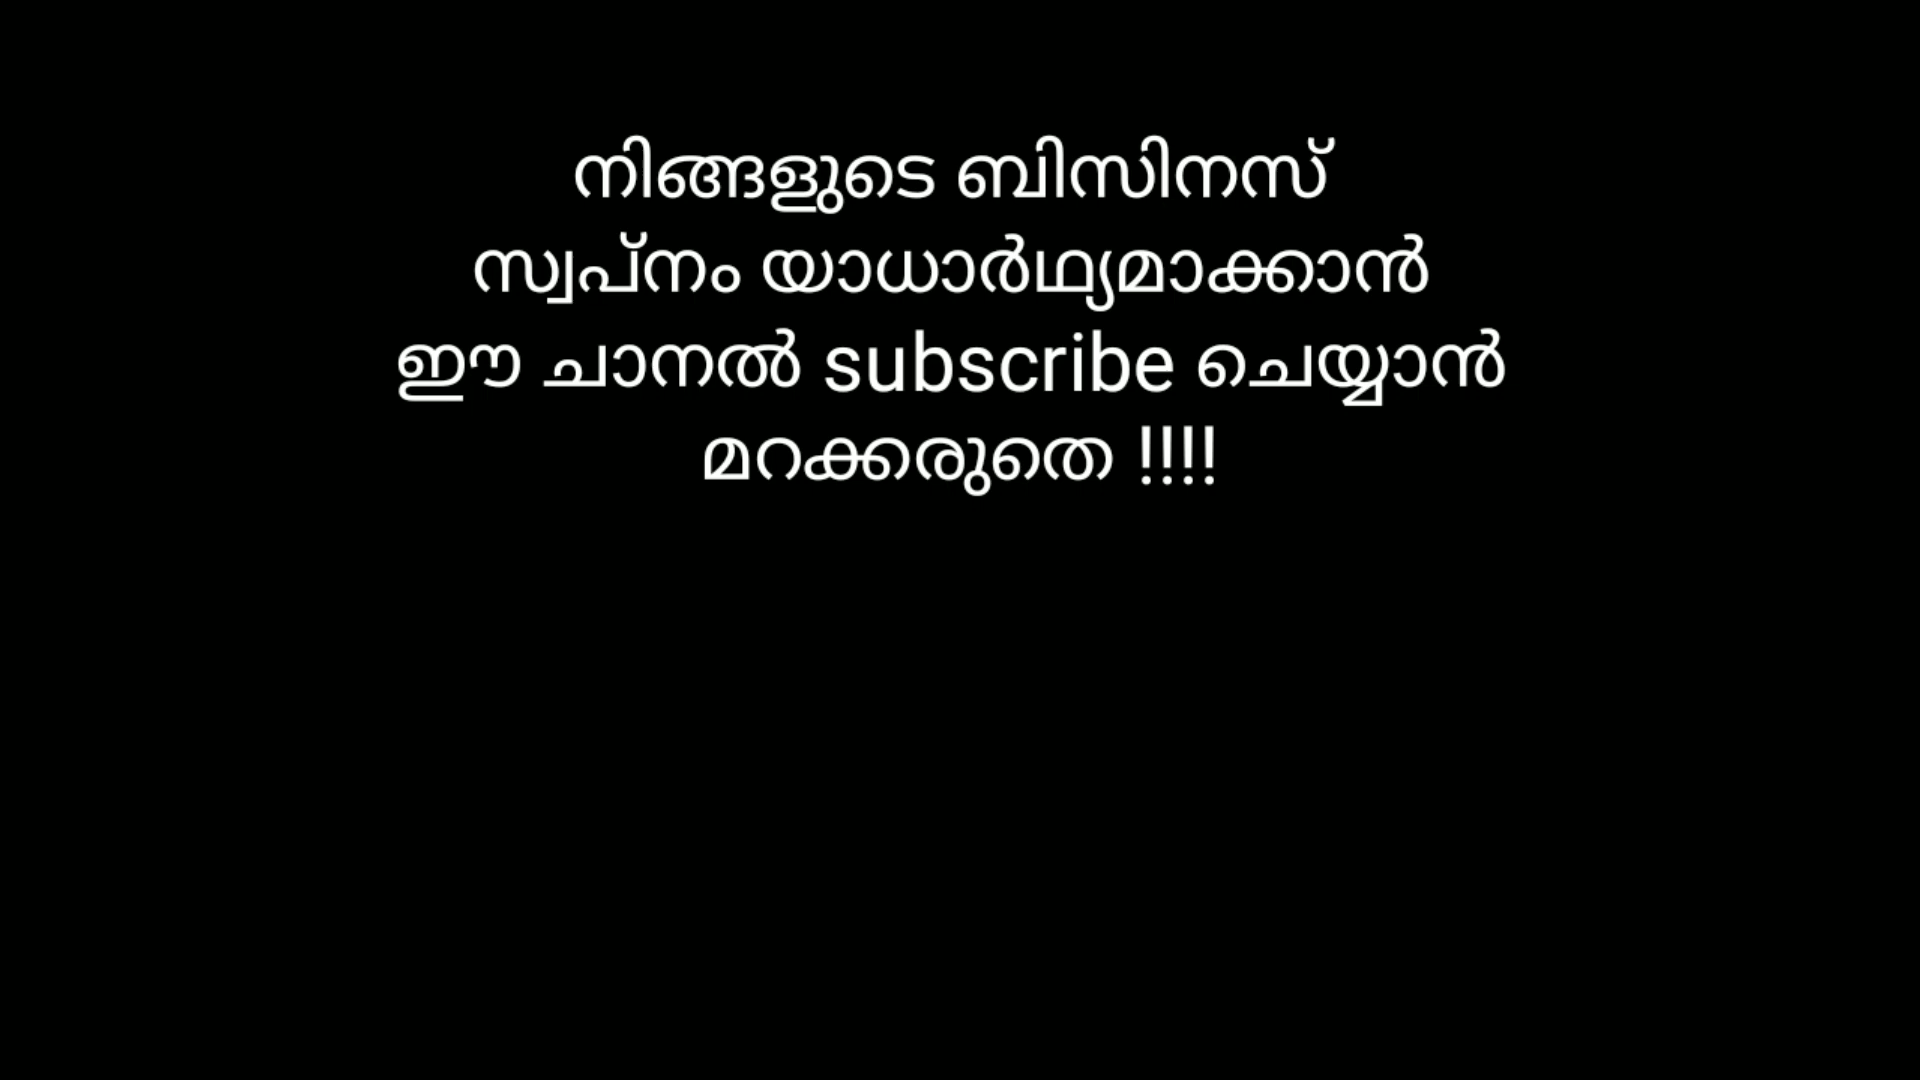 നിങ്ങളുടെ ബിസിനസ്
സ്വപ്നം യാധാർഥ്യമാക്കാൻ
ഈ ചാനൽ subscribe ചെയ്യാൻ
മറക്കരുതെ !!!!